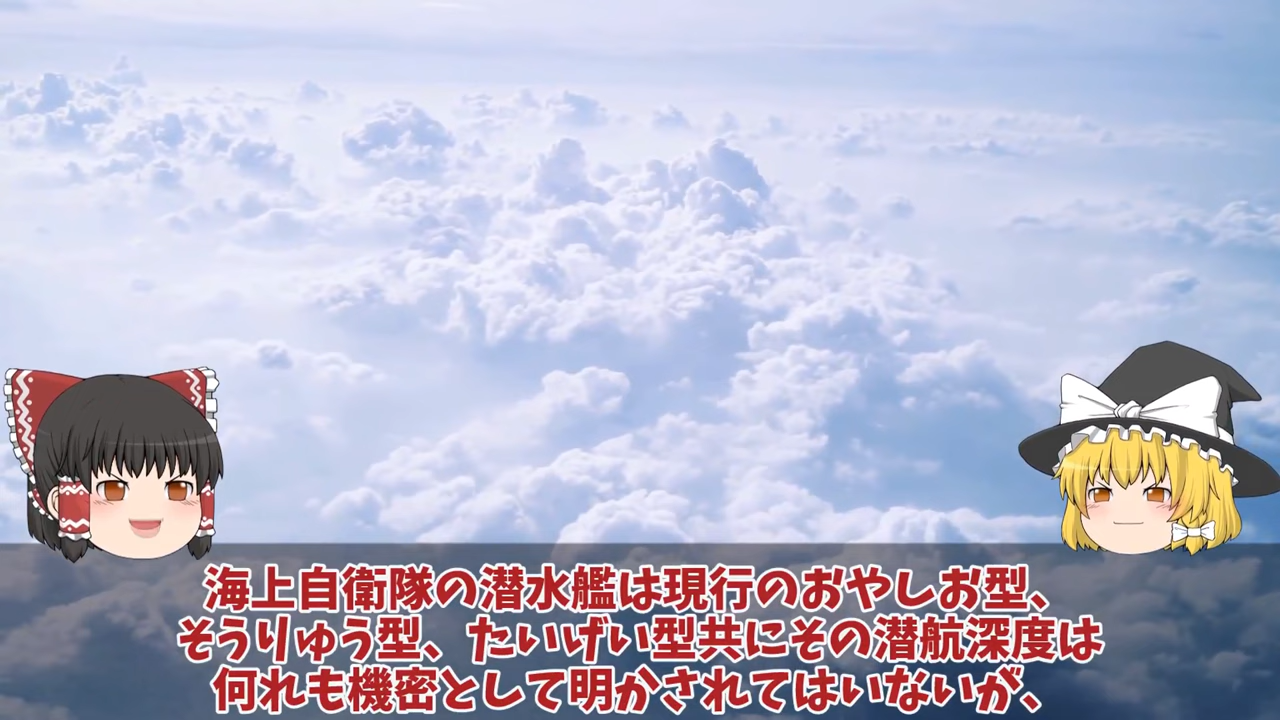 海上自衛隊の潜水艦は現行のおやしお型、
そうりゅう型、たいげい型共にその潜航深度は
何れも機密として明かされてはいないが、